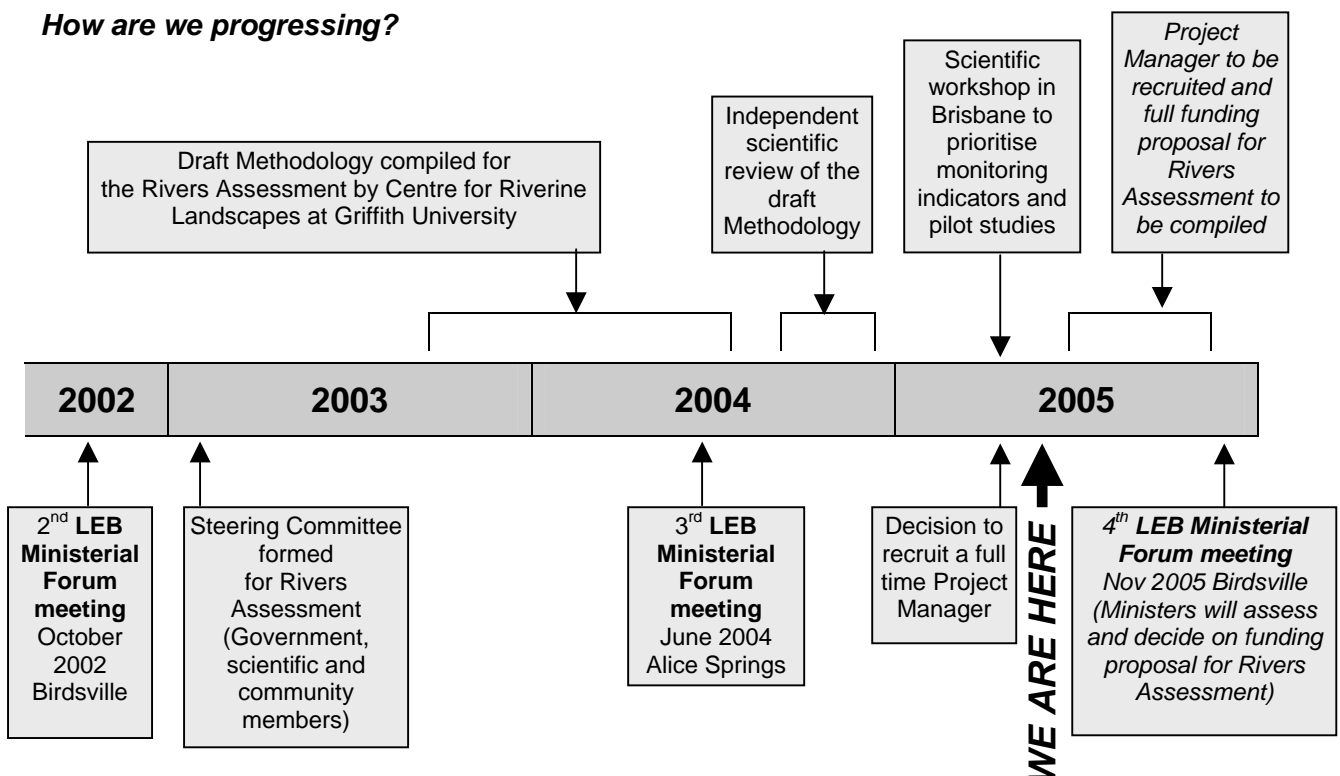 How are we progressing?
Draft Methodology compiled for
the Rivers Assessment by Centre for Riverine
Landscapes at Griffith University
Independent
scientific
review of the
draft
Methodology
Scientific
workshop in
Brisbane to
prioritise
monitoring
indicators and
pilot studies
Project
Manager to be
recruited and
full funding
proposal for
Rivers
Assessment to
be compiled
2002
2003
2004
2005
2nd LEB
Ministerial
Forum
meeting
October
2002
Birdsville
Steering Committee
formed
for Rivers
Assessment
(Government,
scientific and
community
members)
3rd LEB
Ministerial
Forum
meeting
June 2004
Alice Springs
Decision to
recruit a full
time Project
Manager
WE ARE HERE
4th LEB Ministerial
Forum meeting
Nov 2005 Birdsville
(Ministers will assess
and decide on funding
proposal for Rivers
Assessment)